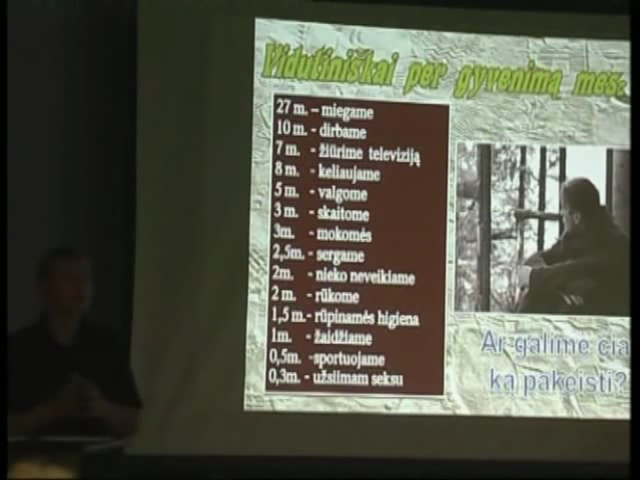 Vidutiniškai per gyvenimą mes:
27 m. – miegame
10 m. - dirbame
7 m. - žiūrime televiziją
8 m. - keliaujame
5 m. - valgome
3 m. - skaitome
3m. - mokomės
2,5m. - sergame
2m. - nieko neveikiame
2 m. - rūkome
1,5 m.- rūpinamės higiena
1m. - žaidžiame
0,5m. -sportuojame
0,3m. - užsiimam seksu
Ar galime čia
ką pakeisti?